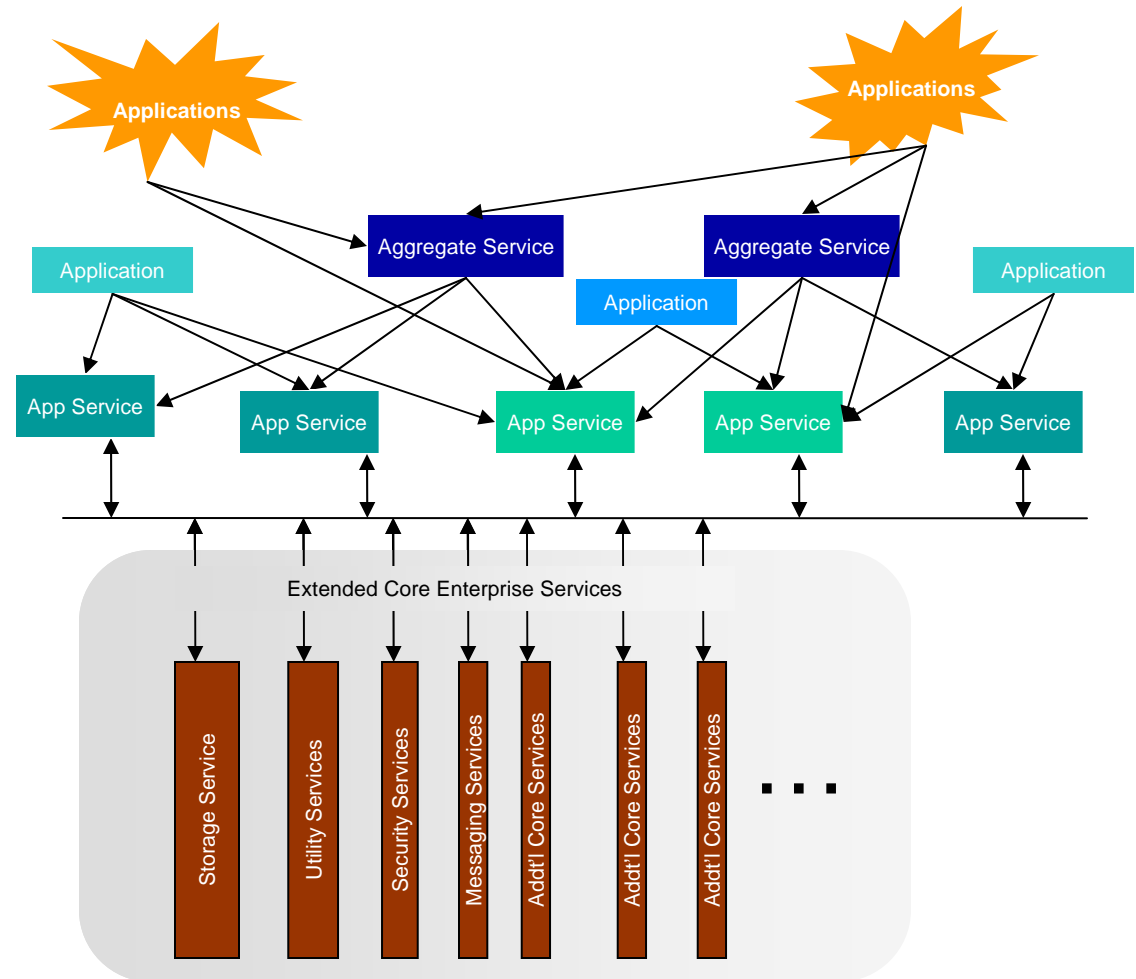 Applications
Applications
Aggregate Service
Aggregate Service
Application
Application
Application
App Service
App Service
App Service
App Service
App Service
Extended Core Enterprise Services
Storage Service
Utility Services
Security Services
Messaging Services
Addt'l Core Services
Addt'l Core Services
Addt'l Core Services
. . .